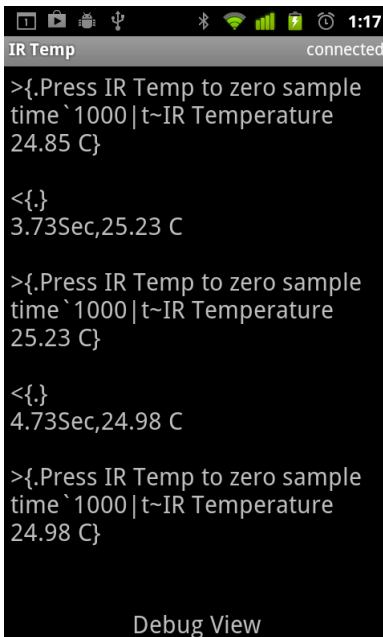 1 1:17
IR Temp connected
>{.Press IR Temp to zero sample
time`1000|t~IR Temperature
24.85 C}
<{.}
3.73Sec,25.23 C
>{.Press IR Temp to zero sample
time`1000|t~IR Temperature
25.23 C}
<{.}
4.73Sec,24.98 C
>{.Press IR Temp to zero sample
time`1000|t~IR Temperature
24.98 C}
Debug View